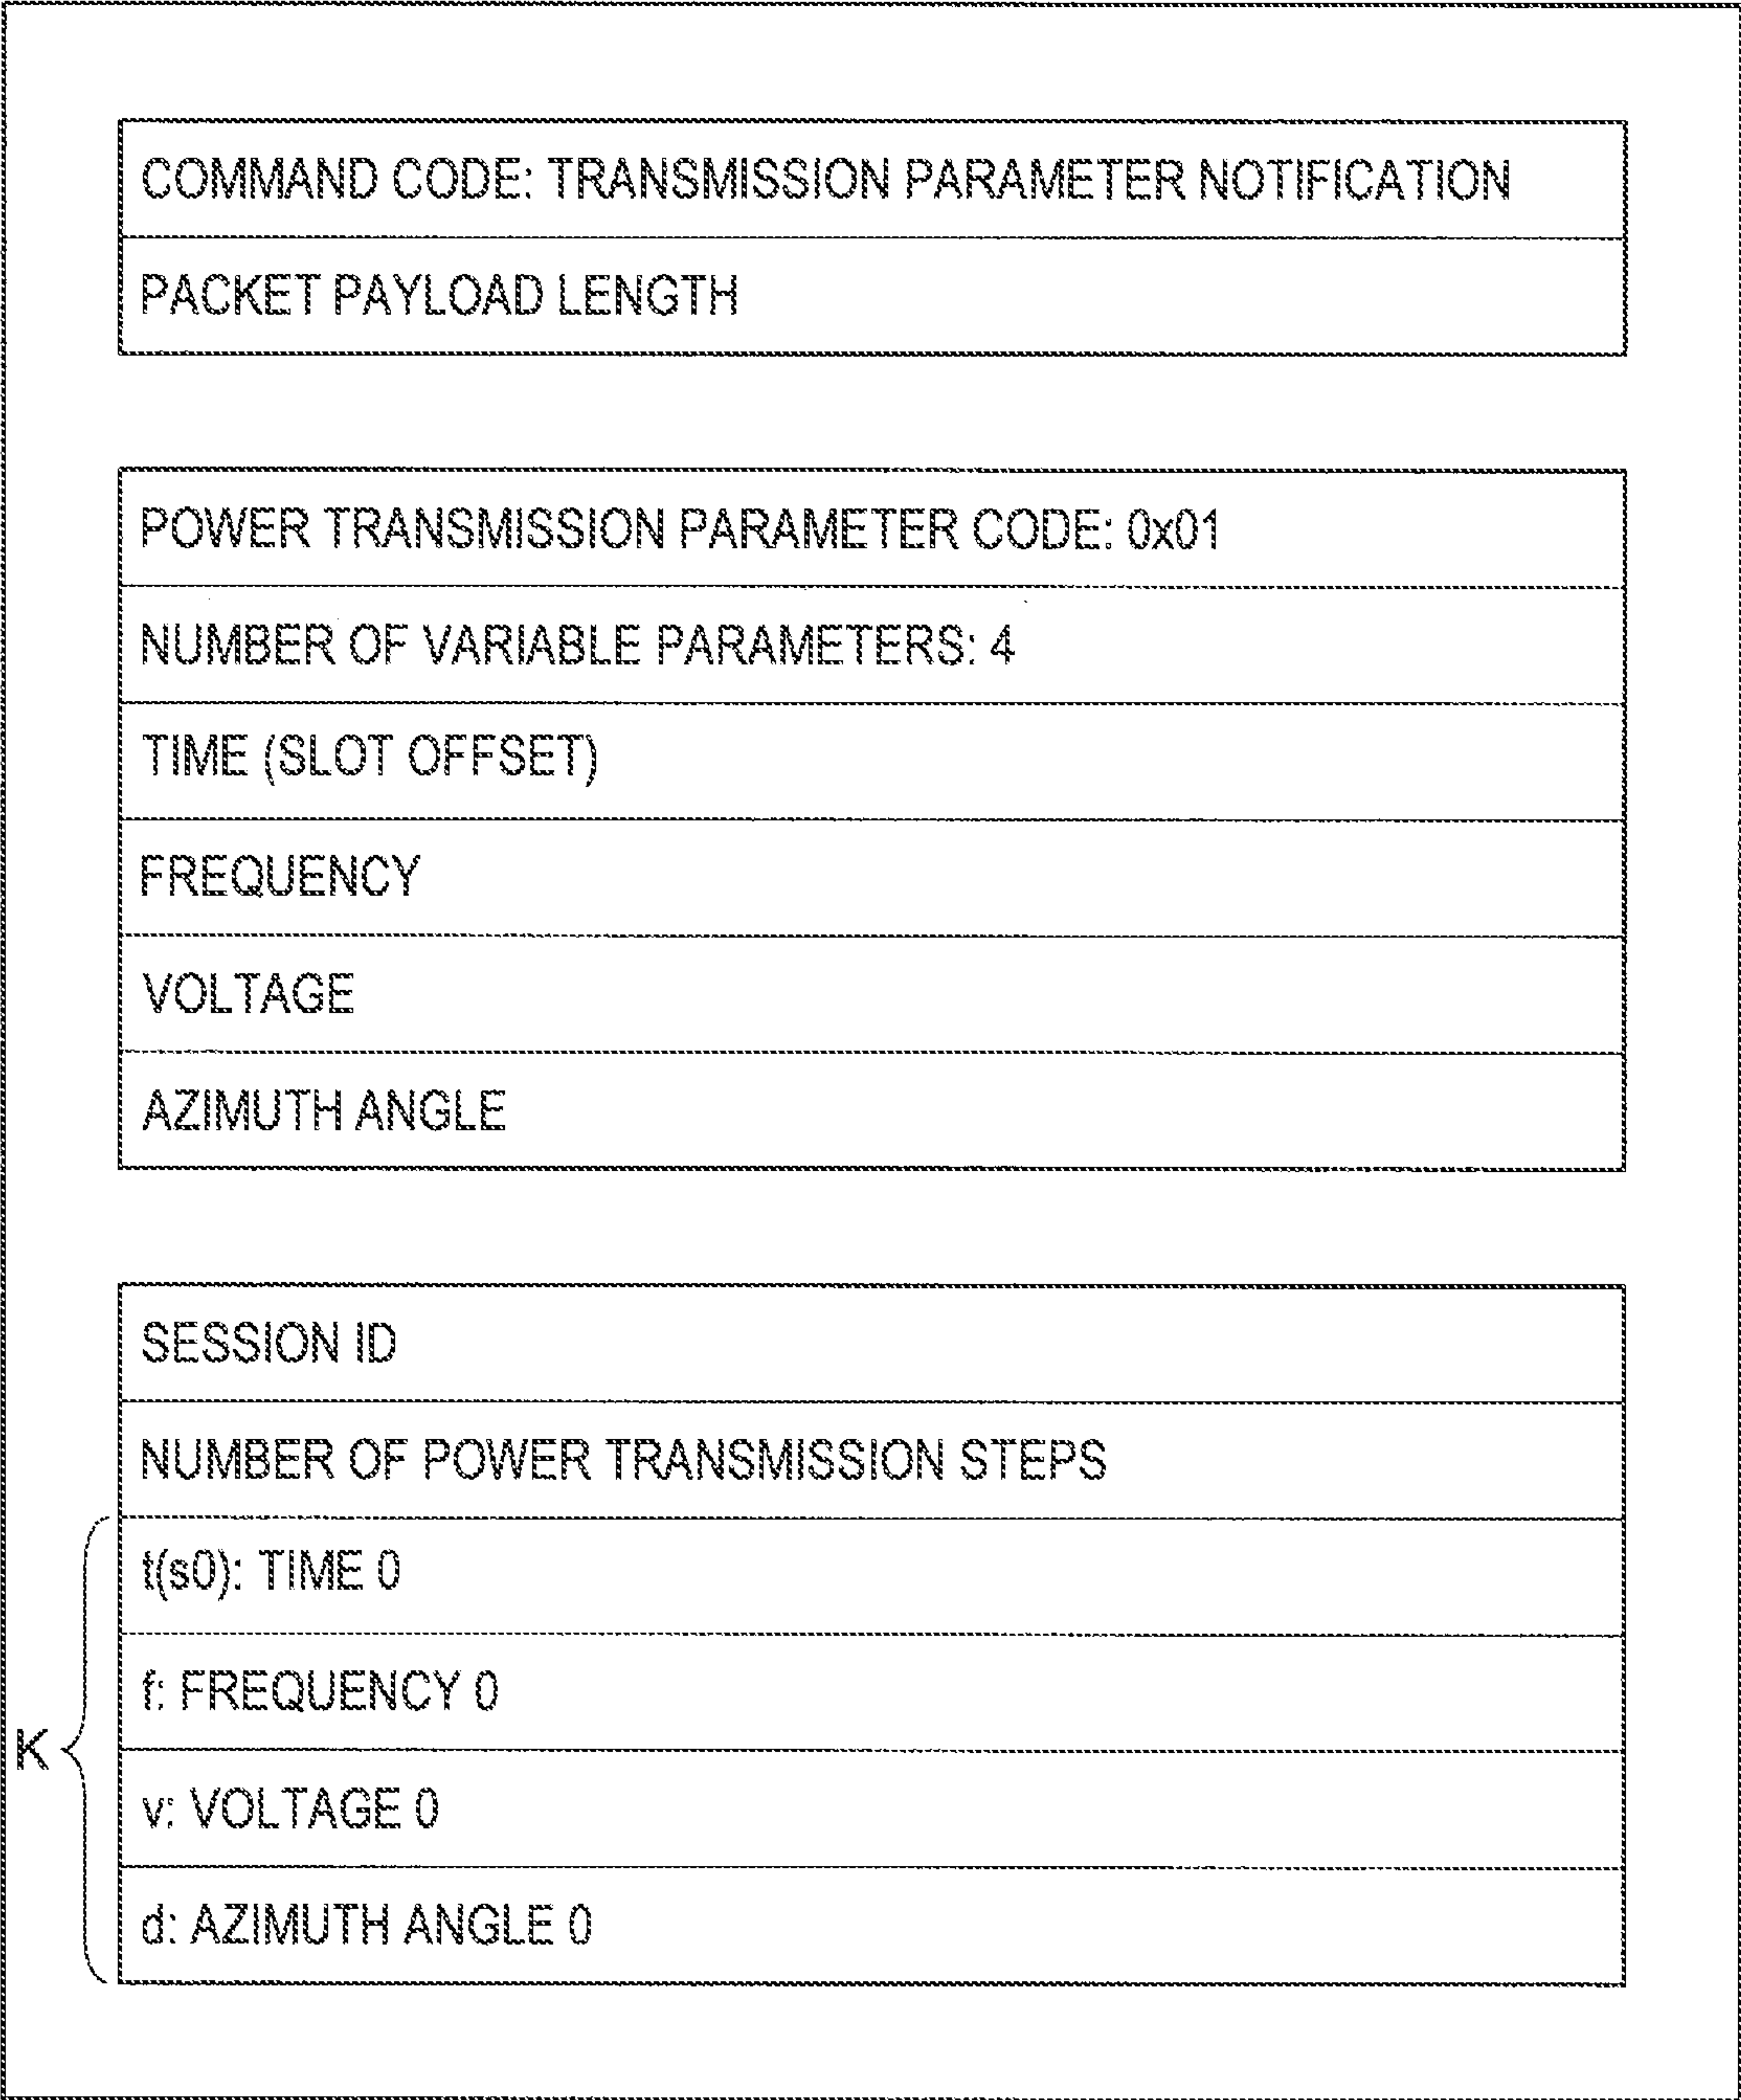 COMMAND CODE: TRANSMISSION PARAMETER NOTIFICATION
PACKET PAYLOAD LENGTH
POWER TRANSMISSION PARAMETER CODE: 0x01
NUMBER OF VARIABLE PARAMETERS: 4
TIME (SLOT OFFSET)
FREQUENCY
VOLTAGE
AZIMUTH ANGLE
SESSION ID
NUMBER OF POWER TRANSMISSION STEPS
t(s0): TIME 0
f: FREQUENCY 0
K
v: VOLTAGE 0
d: AZIMUTH ANGLE 0